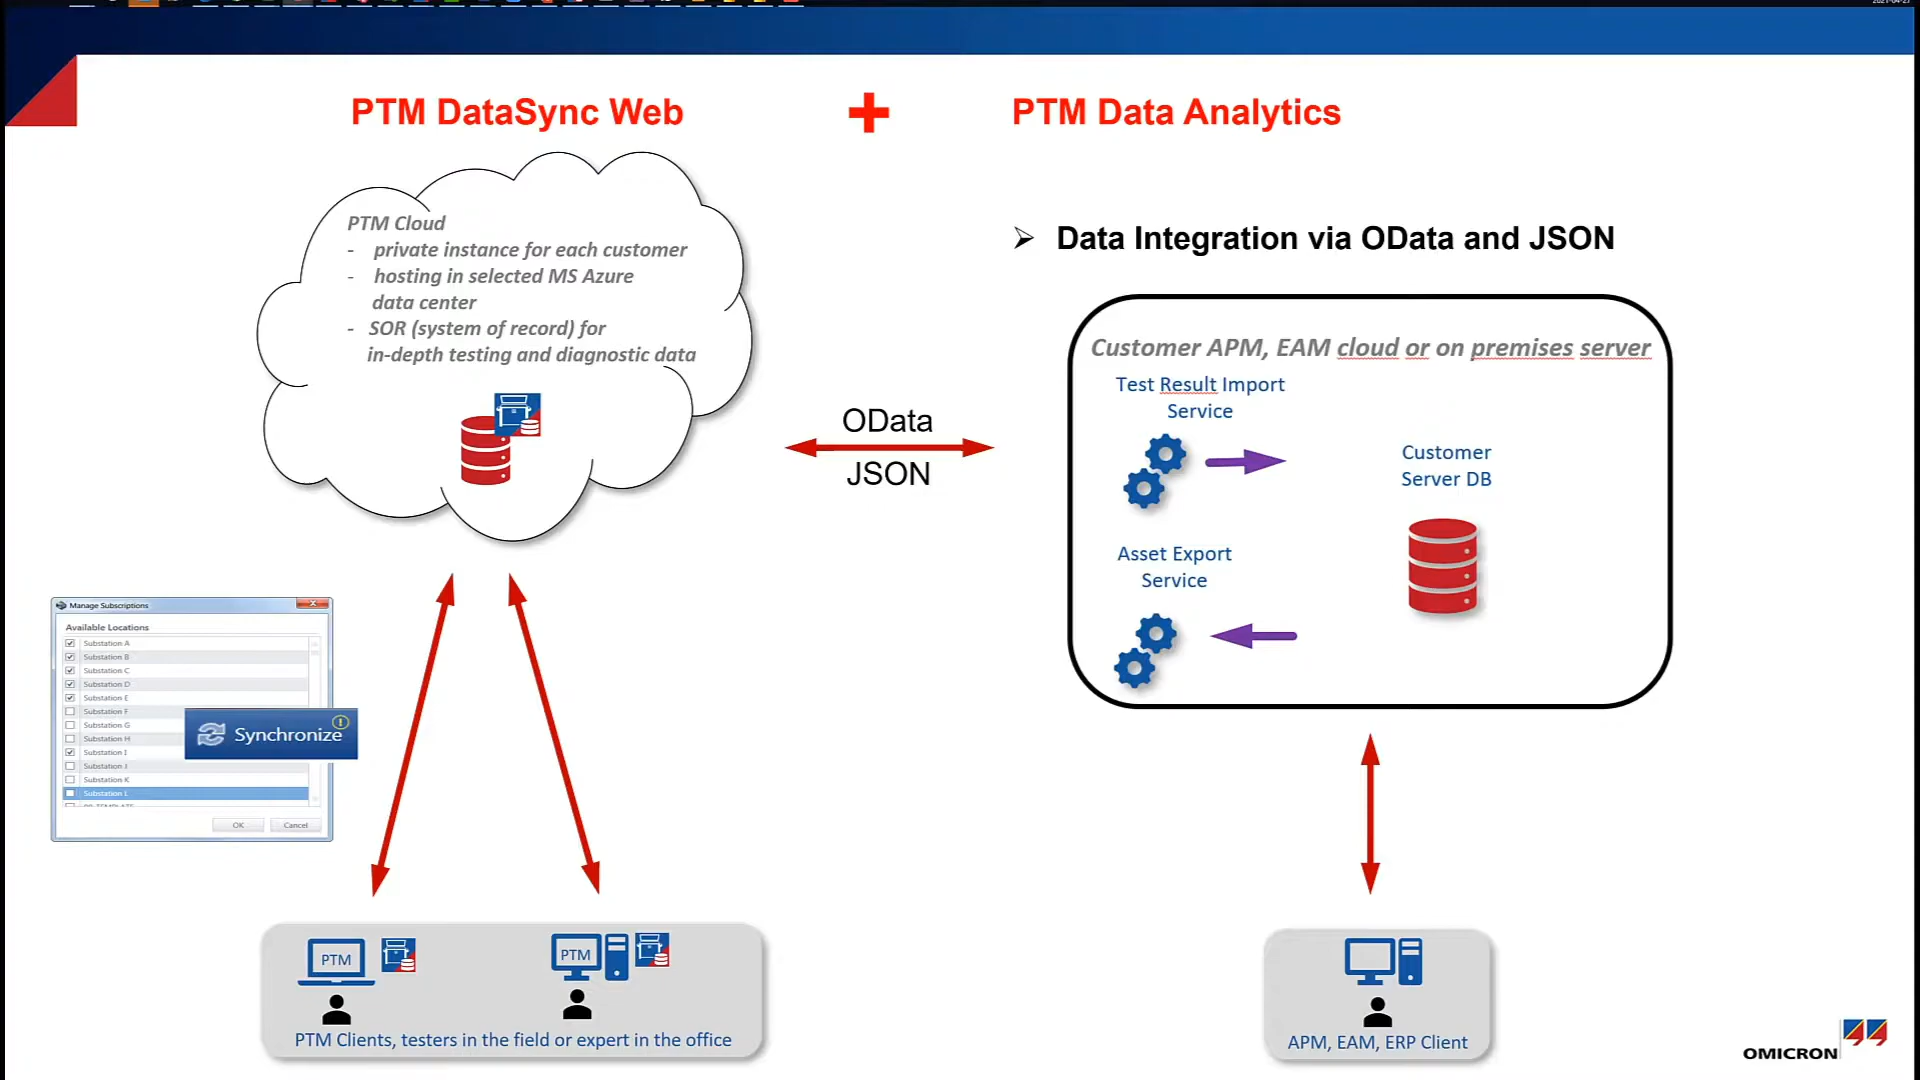 PTM DataSync Web
+
PTM Data Analytics
PTM Cloud
- private instance for each customer
- hosting in selected MS Azure
data center
- SOR (system of record) for
in-depth testing and diagnostic data
➢ Data Integration via OData and JSON
Customer APM, EAM cloud or on premises server
Test Result Import
Service
Customer
Server DB
Asset Export
Service
OData
JSON
Manage Subscriptions
Available Locations
Substation A
Substation B
Substation C
Substation D
Substation E
Substation F
Substation G
Substation H
Substation I
Substation J
Substation K
Substation L
Synchronize
OK
Cancel
PTM
PTM
PTM Clients, testers in the field or expert in the office
APM, EAM, ERP Client
OMICRON